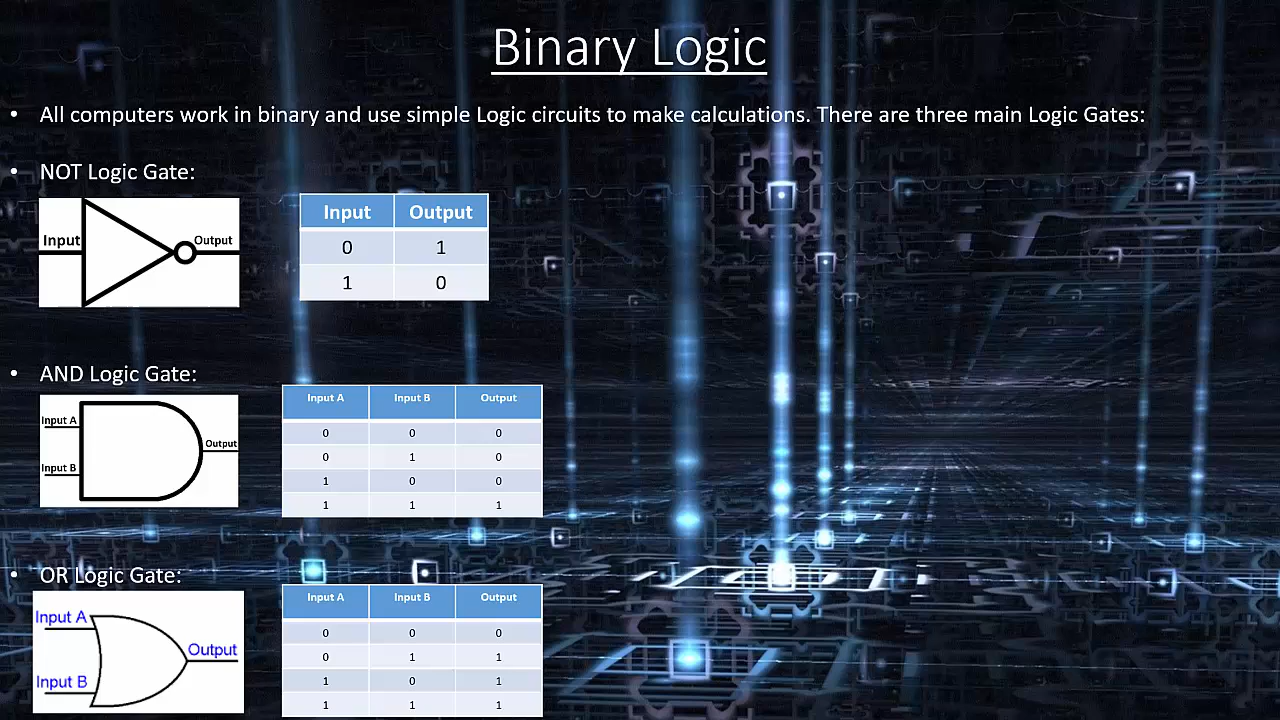 Binary Logic
• All computers work in binary and use simple Logic circuits to make calculations. There are three main Logic Gates:
• NOT Logic Gate:
Input Output
Input Output
0 1
1 0
• AND Logic Gate:
Input A
Input B
Output
Input A Input B Output
0 0 0
0 1 0
1 0 0
1 1 1
• OR Logic Gate:
Input A
Input B
Output
Input A Input B Output
0 0 0
0 1 1
1 0 1
1 1 1